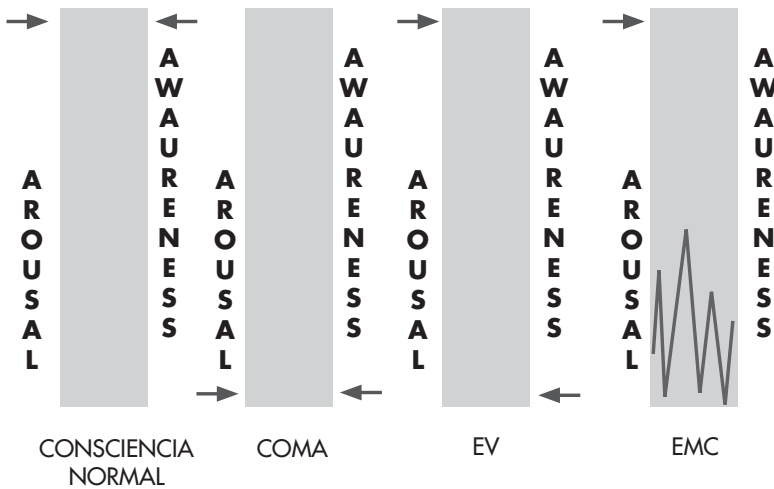 AROUSAL
AWAURENESS
AROUSAL
AWAURENESS
AROUSAL
AWAURENESS
AROUSAL
AWAURENESS
CONSCIENCIA
NORMAL
COMA
EV
EMC